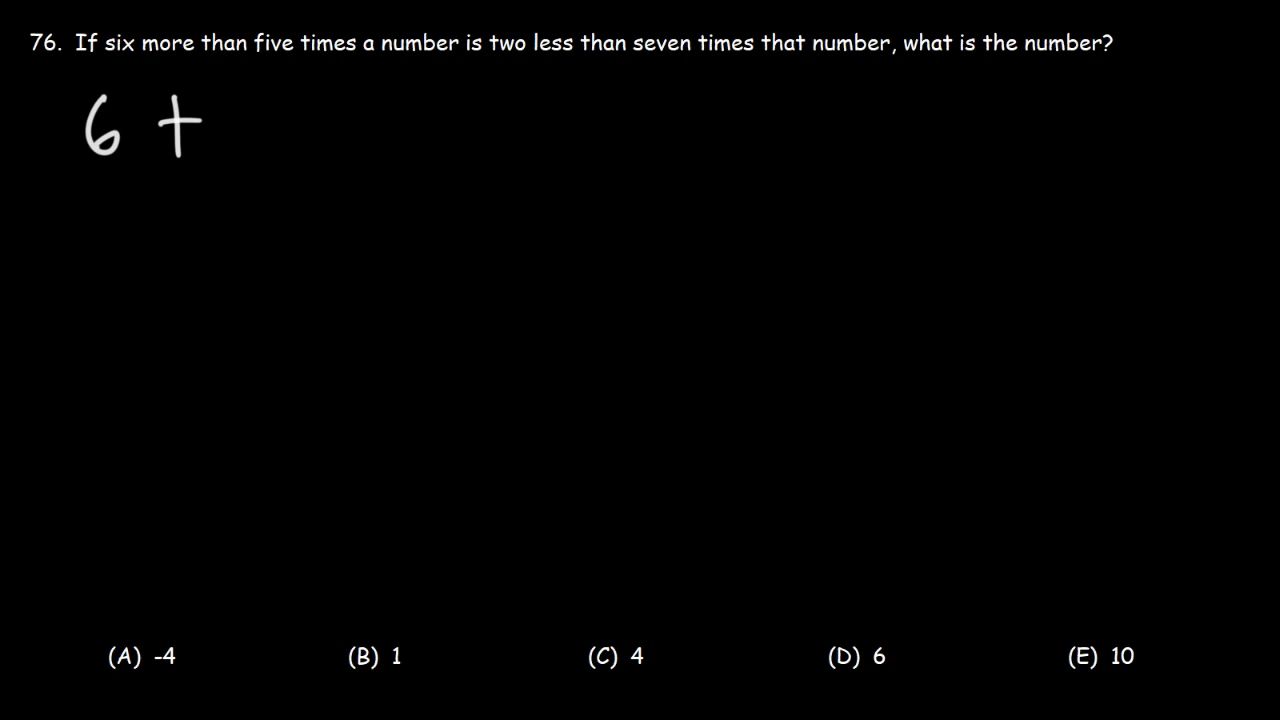 76. If six more than five times a number is two less than seven times that number, what is the number?
6 +
(A) -4 (B) 1 (C) 4 (D) 6 (E) 10